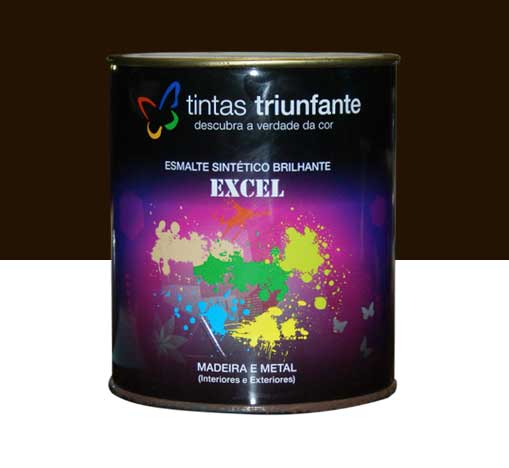 tintas triunfante
descubra a verdade da cor
ESMALTE SINTÉTICO BRILHANTE
EXCEL
MADEIRA E METAL
(Interiores e Exteriores)